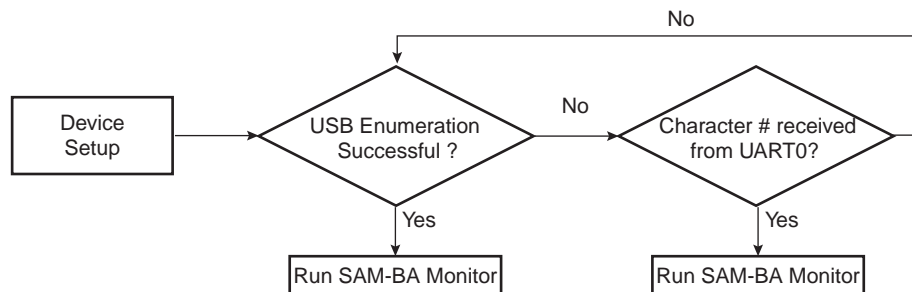 No
Device
Setup
USB Enumeration
Successful ?
No
Character # received
from UART0?
Yes
Yes
Run SAM-BA Monitor
Run SAM-BA Monitor